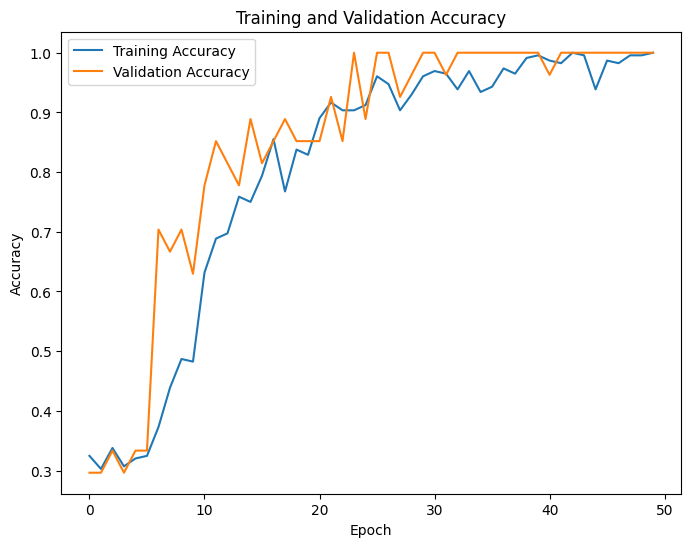 Training and Validation Accuracy
Training Accuracy
Validation Accuracy
1.0
0.9
0.8
0.7
0.6
0.5
0.4
0.3
Accuracy
0 10 20 30 40 50
Epoch